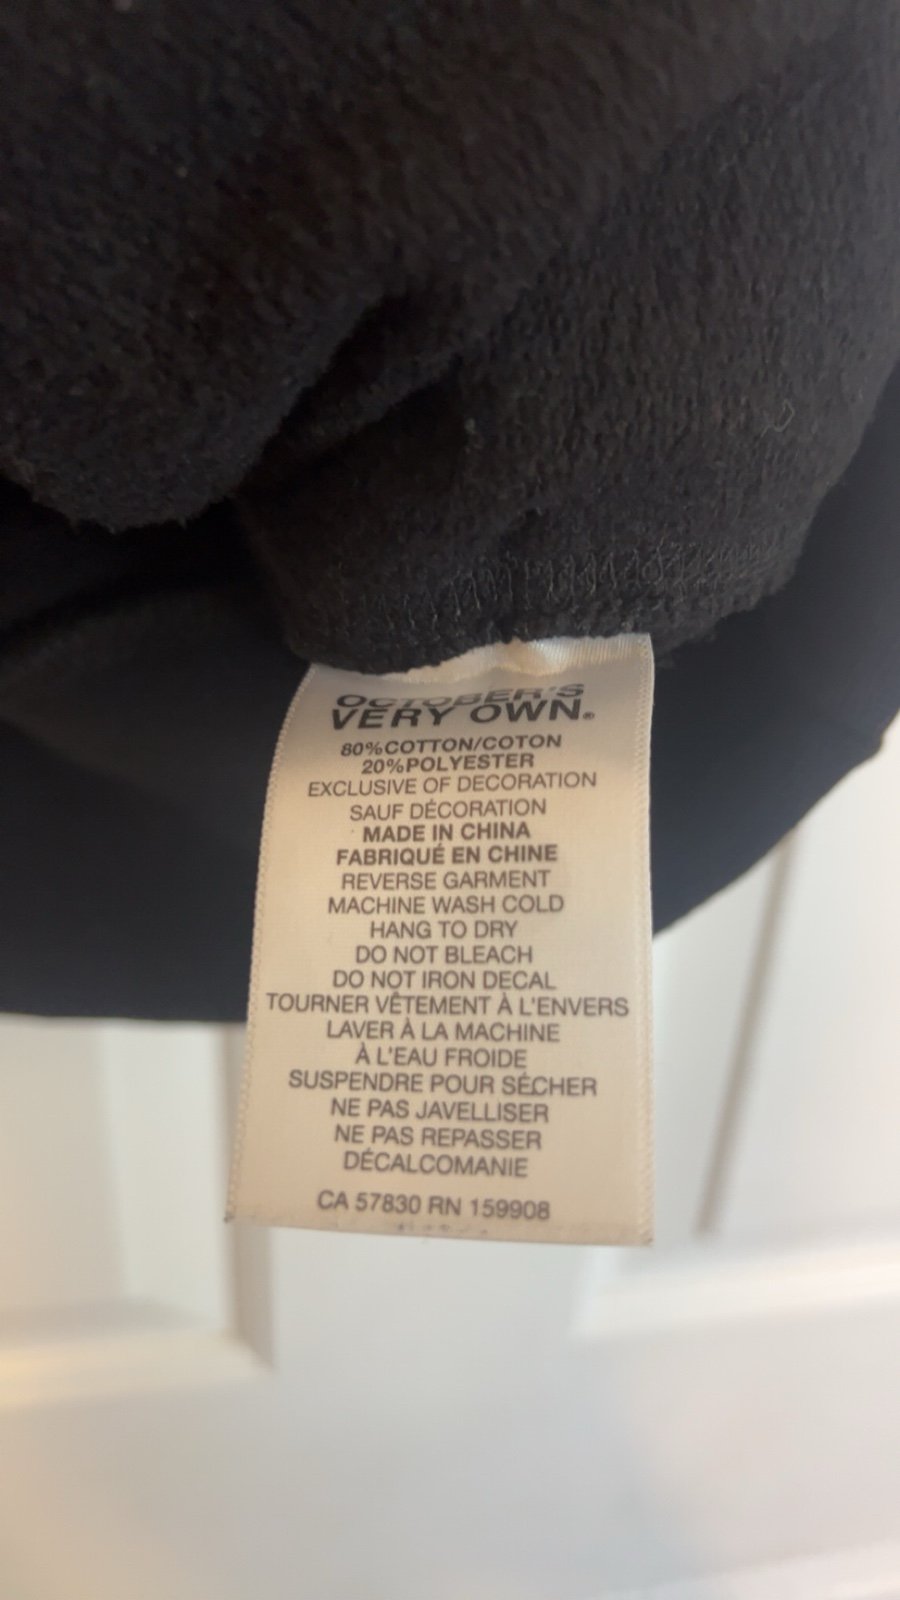 OCTOBER'S
VERY OWN®
80%COTTON/COTON
20%POLYESTER
EXCLUSIVE OF DECORATION
SAUF DÉCORATION
MADE IN CHINA
FABRIQUÉ EN CHINE
REVERSE GARMENT
MACHINE WASH COLD
HANG TO DRY
DO NOT BLEACH
DO NOT IRON DECAL
TOURNER VÊTEMENT À L'ENVERS
LAVER À LA MACHINE
À L'EAU FROIDE
SUSPENDRE POUR SÉCHER
NE PAS JAVELLISER
NE PAS REPASSER
DÉCALCOMANIE
CA 57830 RN 159908